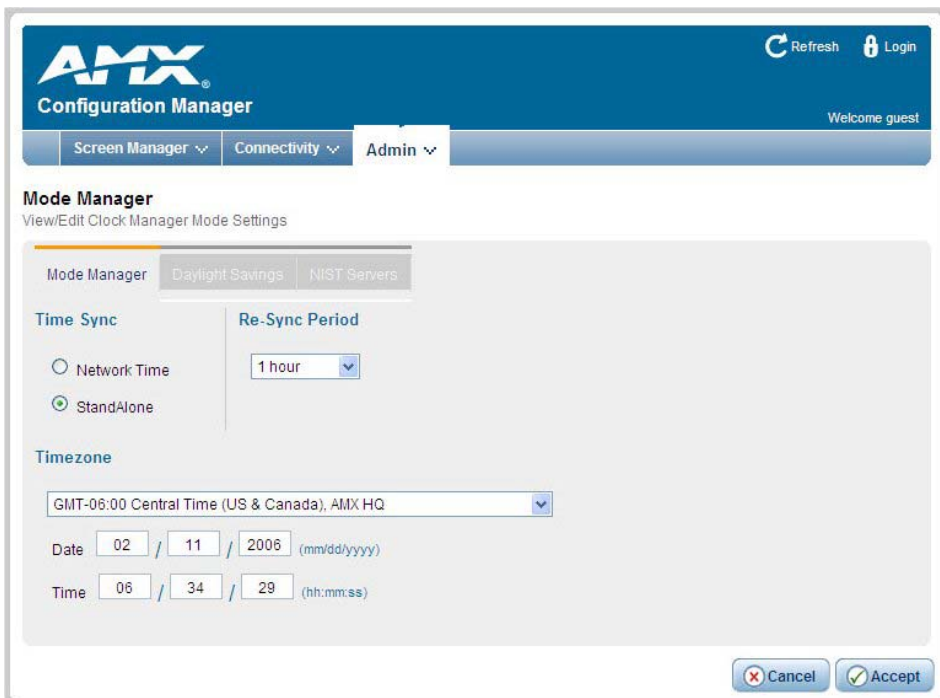 AMX®
Configuration Manager
Refresh Login
Welcome guest
Screen Manager Connectivity Admin
Mode Manager
View/Edit Clock Manager Mode Settings
Mode Manager Daylight Savings NIST Servers
Time Sync
Network Time
StandAlone
Re-Sync Period
1 hour
Timezone
GMT-06:00 Central Time (US & Canada), AMX HQ
Date 02 / 11 / 2006 (mm/dd/yyyy)
Time 06 / 34 / 29 (hh:mm:ss)
Cancel Accept